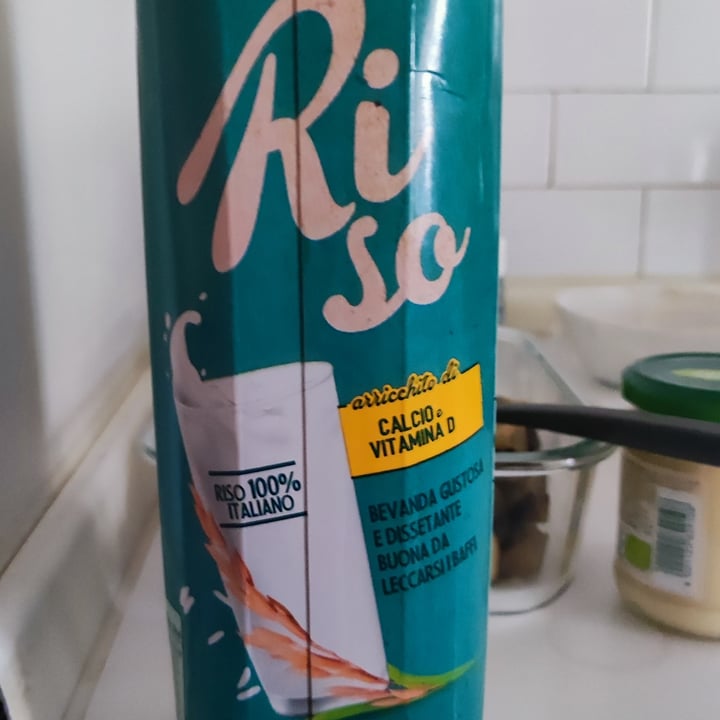 Ri
so
arricchito di
CALCIO e
VITAMINA D
RISO 100%
ITALIANO
BEVANDA GUSTOSA
E DISSETANTE
BUONA DA
LECCARSI I BAFFI